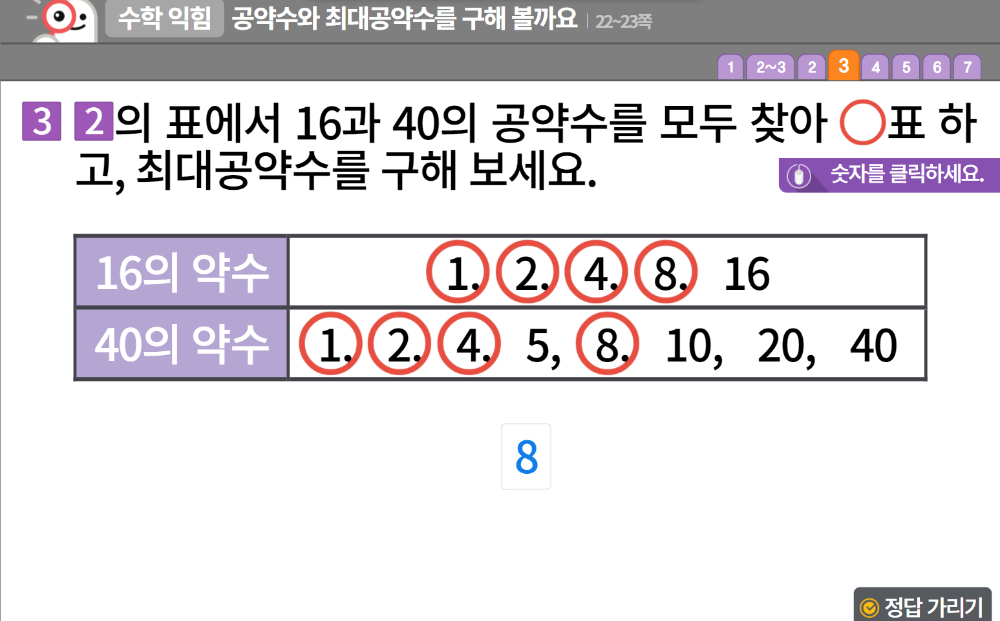 수학 익힘 공약수와 최대공약수를 구해 볼까요 | 22~23쪽
1 2~3 2 3 4 5 6 7
3 2의 표에서 16과 40의 공약수를 모두 찾아 ○표 하
고, 최대공약수를 구해 보세요.
숫자를 클릭하세요.
16의 약수 1, 2, 4, 8, 16
40의 약수 1, 2, 4, 5, 8, 10, 20, 40
8
정답 가리기